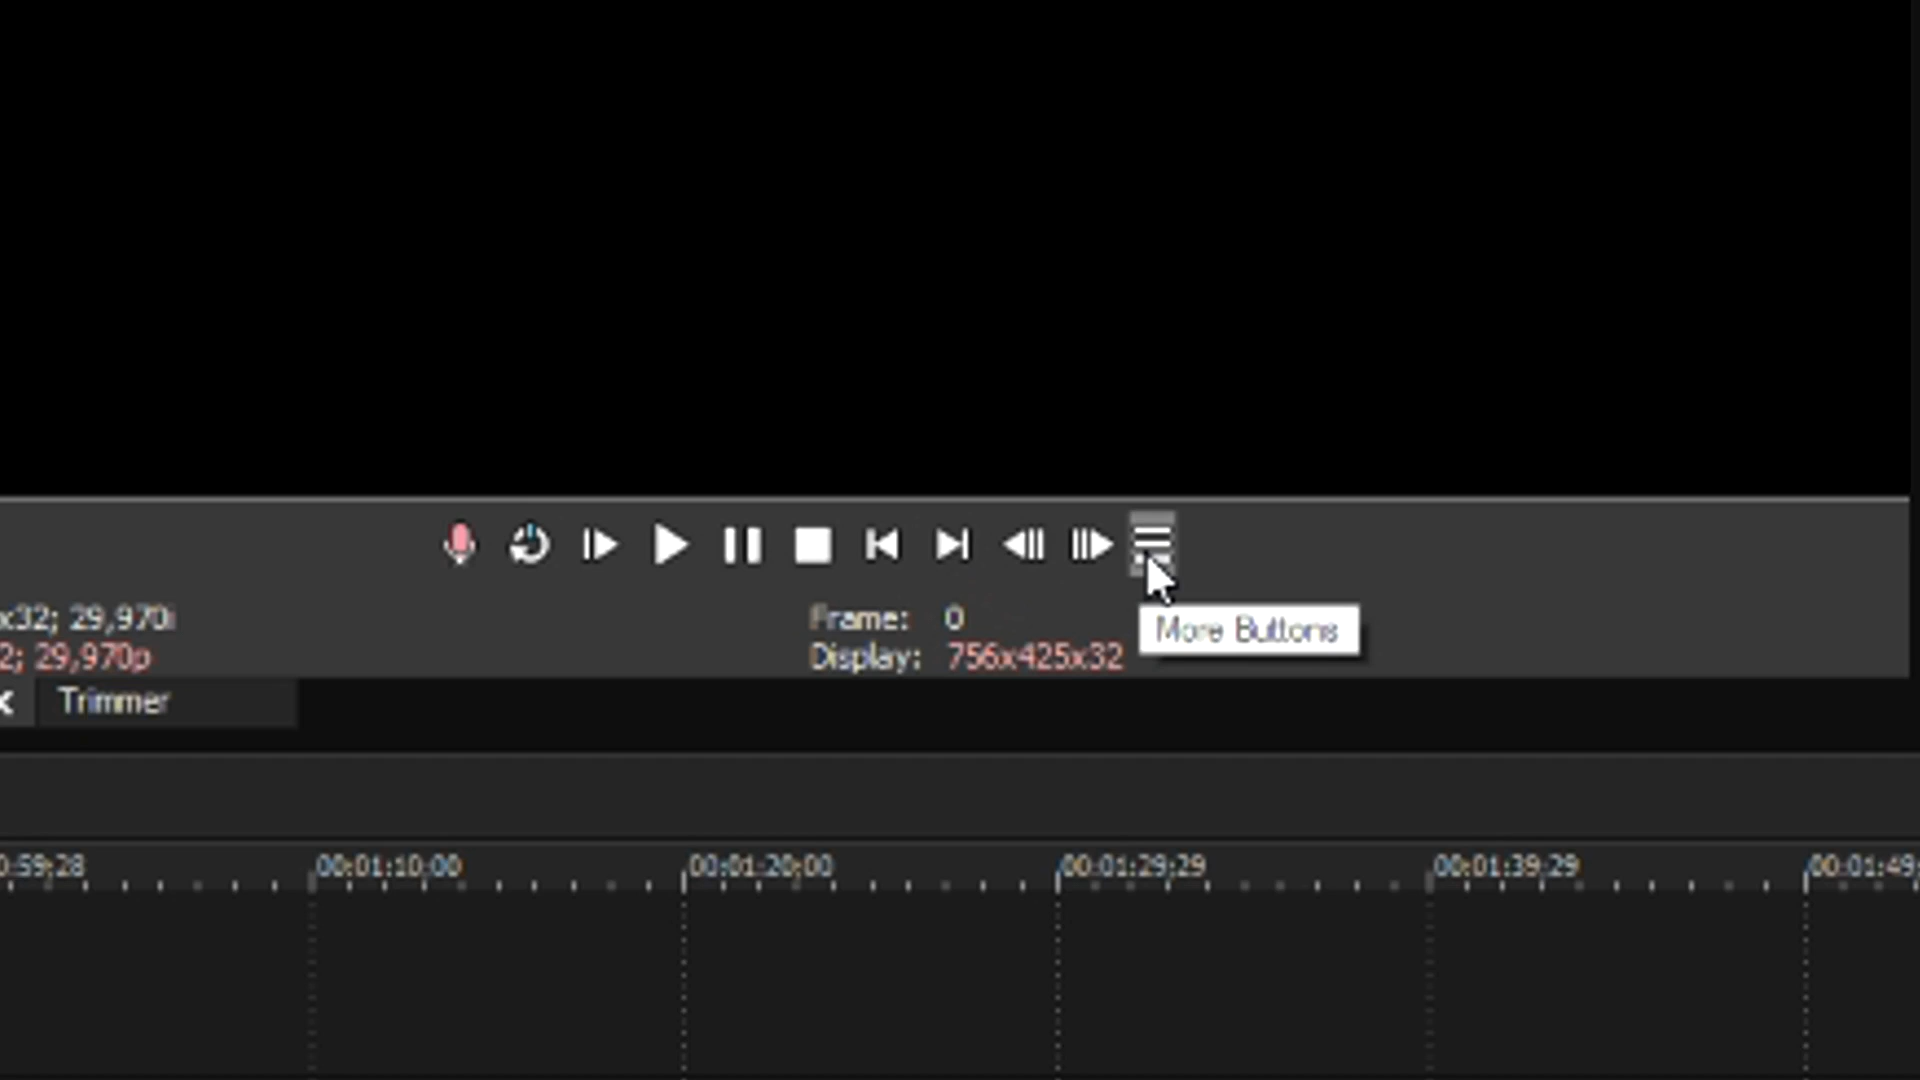 x32; 29,970i
Frame: 0
More Buttons
2; 29,970p
Display: 756x425x32
Trimmer
0:59;28 00:01:10;00 00:01:20;00 00:01:29;29 00:01:39;29 00:01:49;